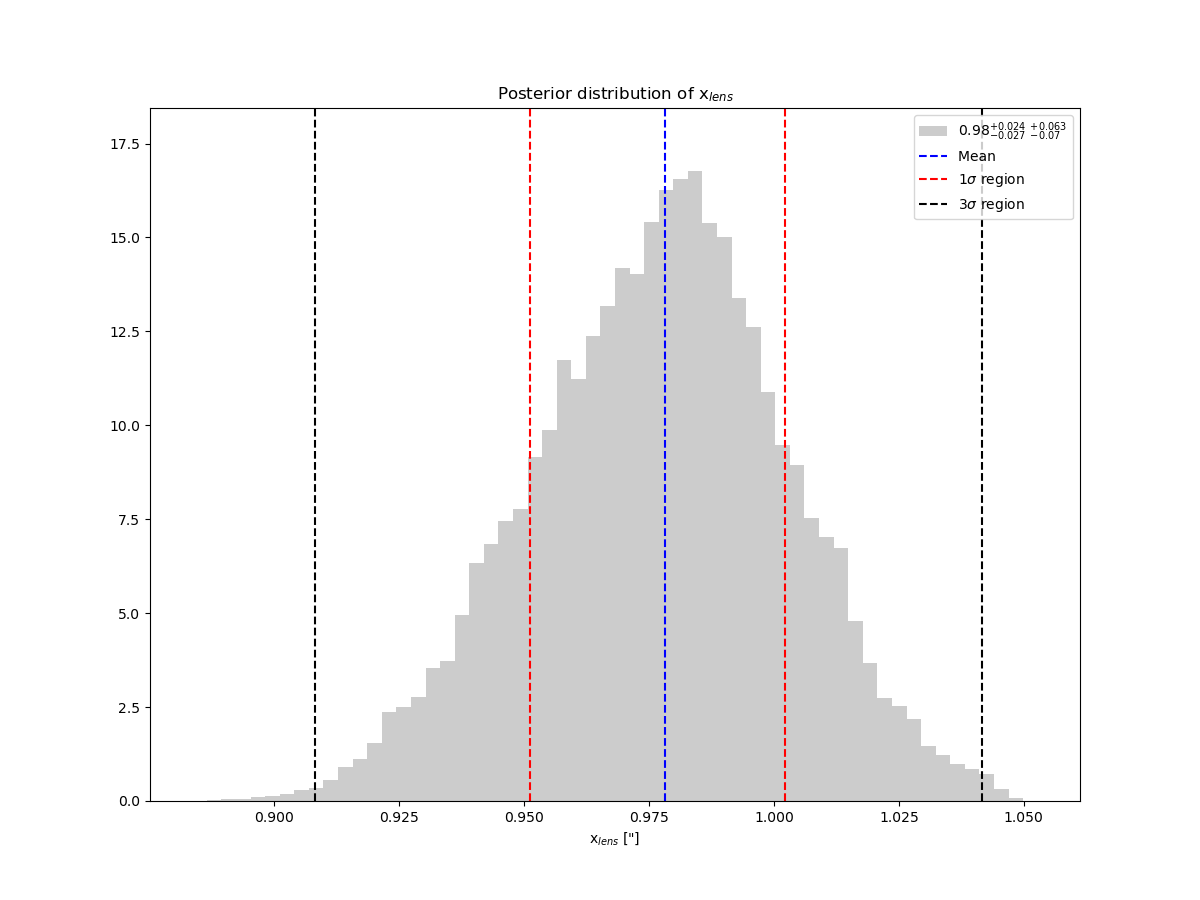 Posterior distribution of x_lens
17.5
15.0
12.5
10.0
7.5
5.0
2.5
0.0
0.98^{+0.024}_{-0.027} ^{+0.063}_{-0.07}
Mean
1σ region
3σ region
0.900 0.925 0.950 0.975 1.000 1.025 1.050
x_lens ["]